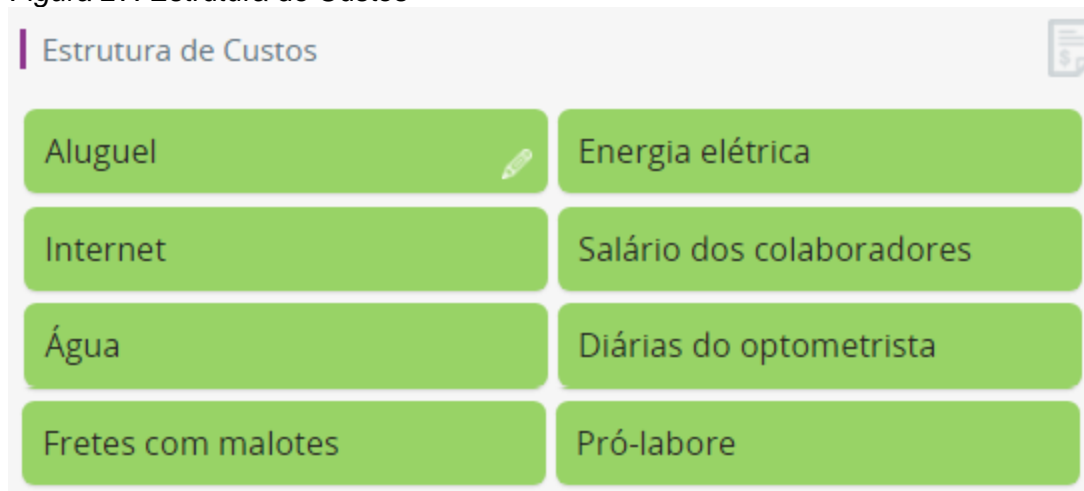 Estrutura de Custos
Aluguel
Energia elétrica
Internet
Salário dos colaboradores
Água
Diárias do optometrista
Fretes com malotes
Pró-labore